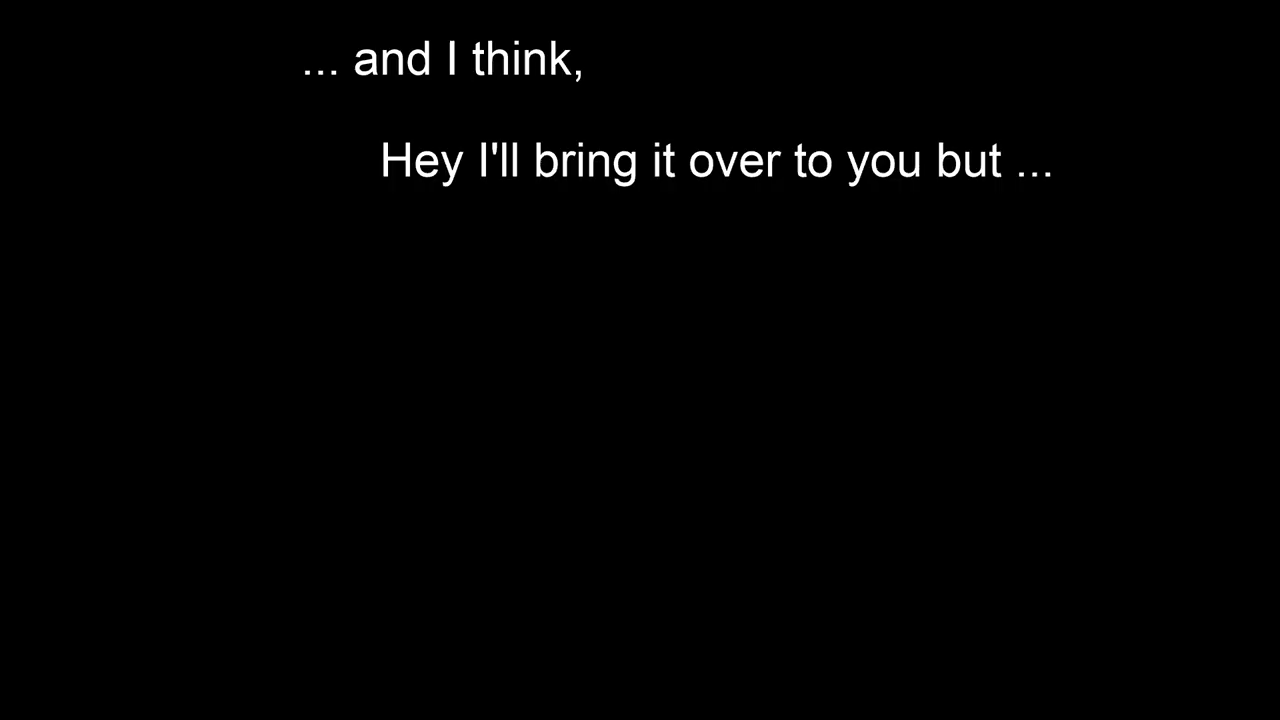 ... and I think,
Hey I'll bring it over to you but ...